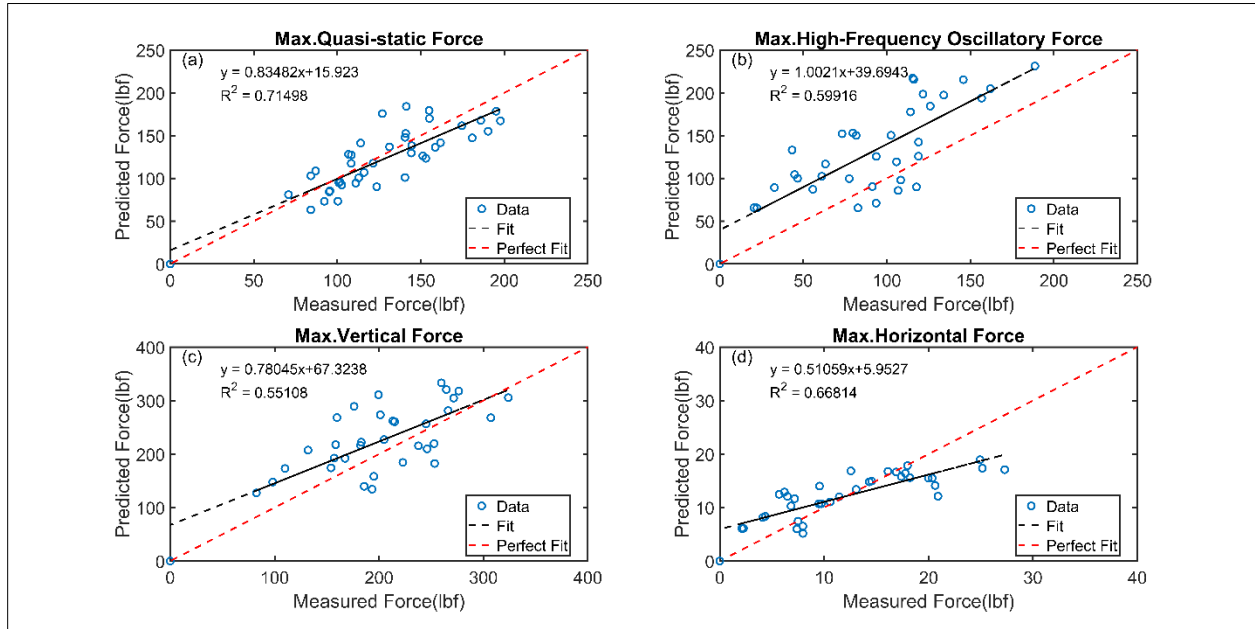 Max.Quasi-static Force
(a)
y = 0.83482x+15.923
R² = 0.71498
250
200
150
100
50
0
Predicted Force(lbf)
Data
Fit
Perfect Fit
0 50 100 150 200 250
Measured Force(lbf)
Max.High-Frequency Oscillatory Force
(b)
y = 1.0021x+39.6943
R² = 0.59916
250
200
150
100
50
0
Predicted Force(lbf)
Data
Fit
Perfect Fit
0 50 100 150 200 250
Measured Force(lbf)
Max.Vertical Force
(c)
y = 0.78045x+67.3238
R² = 0.55108
400
300
200
100
0
Predicted Force(lbf)
Data
Fit
Perfect Fit
0 100 200 300 400
Measured Force(lbf)
Max.Horizontal Force
(d)
y = 0.51059x+5.9527
R² = 0.66814
40
30
20
10
0
Predicted Force(lbf)
Data
Fit
Perfect Fit
0 10 20 30 40
Measured Force(lbf)